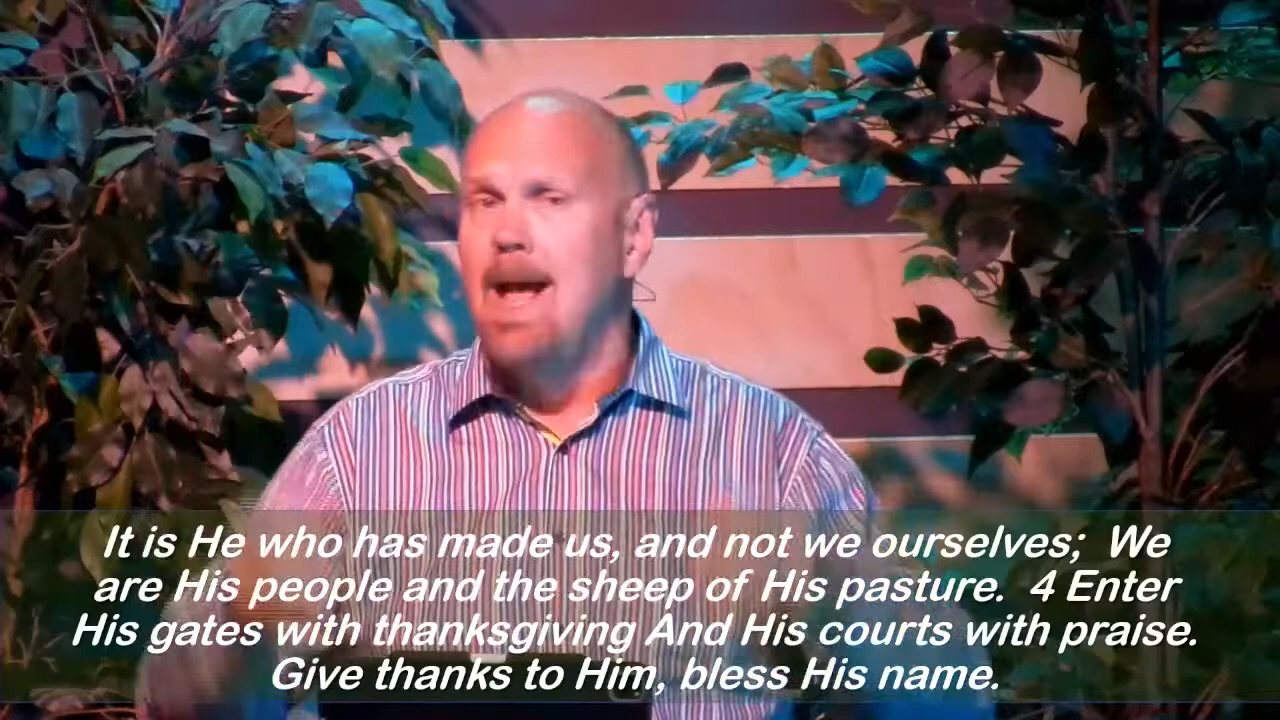 It is He who has made us, and not we ourselves;  We
are His people and the sheep of His pasture.  4 Enter
His gates with thanksgiving And His courts with praise.
Give thanks to Him, bless His name.